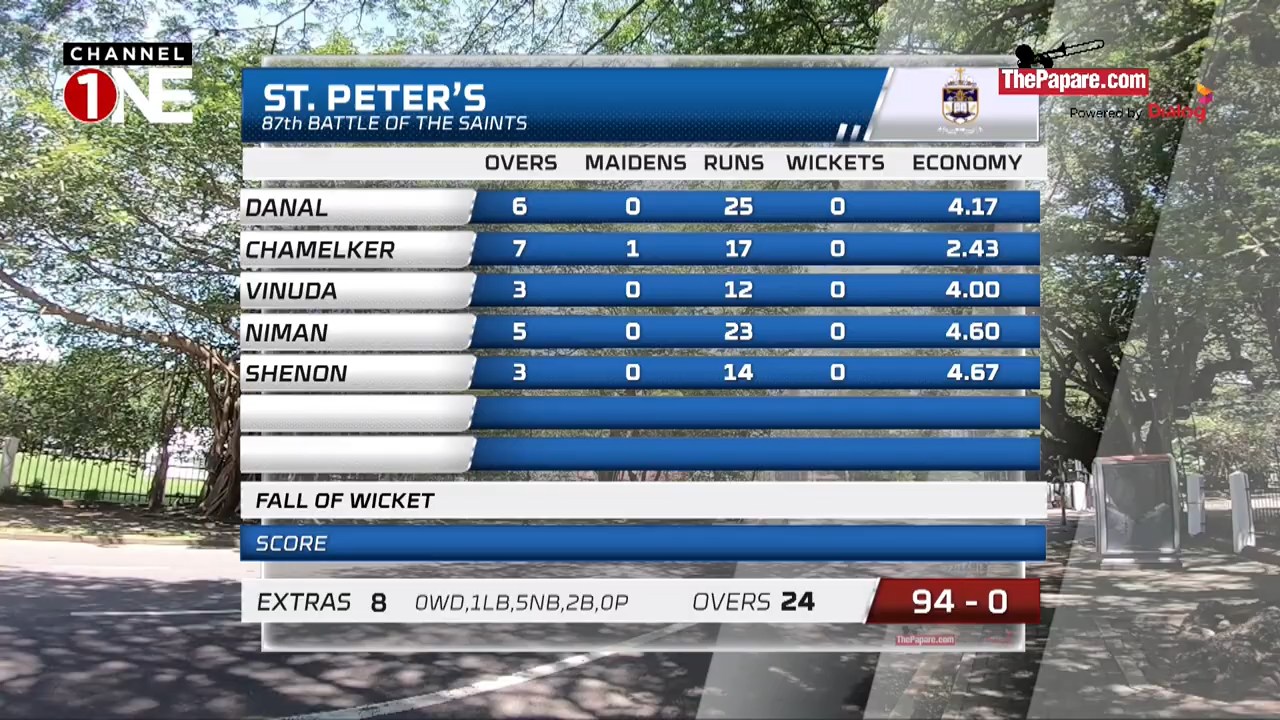 CHANNEL
1NE
ThePapare.com
Powered by Dialog
ST. PETER'S
87th BATTLE OF THE SAINTS
OVERS MAIDENS RUNS WICKETS ECONOMY
DANAL 6 0 25 0 4.17
CHAMELKER 7 1 17 0 2.43
VINUDA 3 0 12 0 4.00
NIMAN 5 0 23 0 4.60
SHENON 3 0 14 0 4.67
FALL OF WICKET
SCORE
EXTRAS 8 0WD,1LB,5NB,2B,0P OVERS 24 94 - 0
ThePapare.com